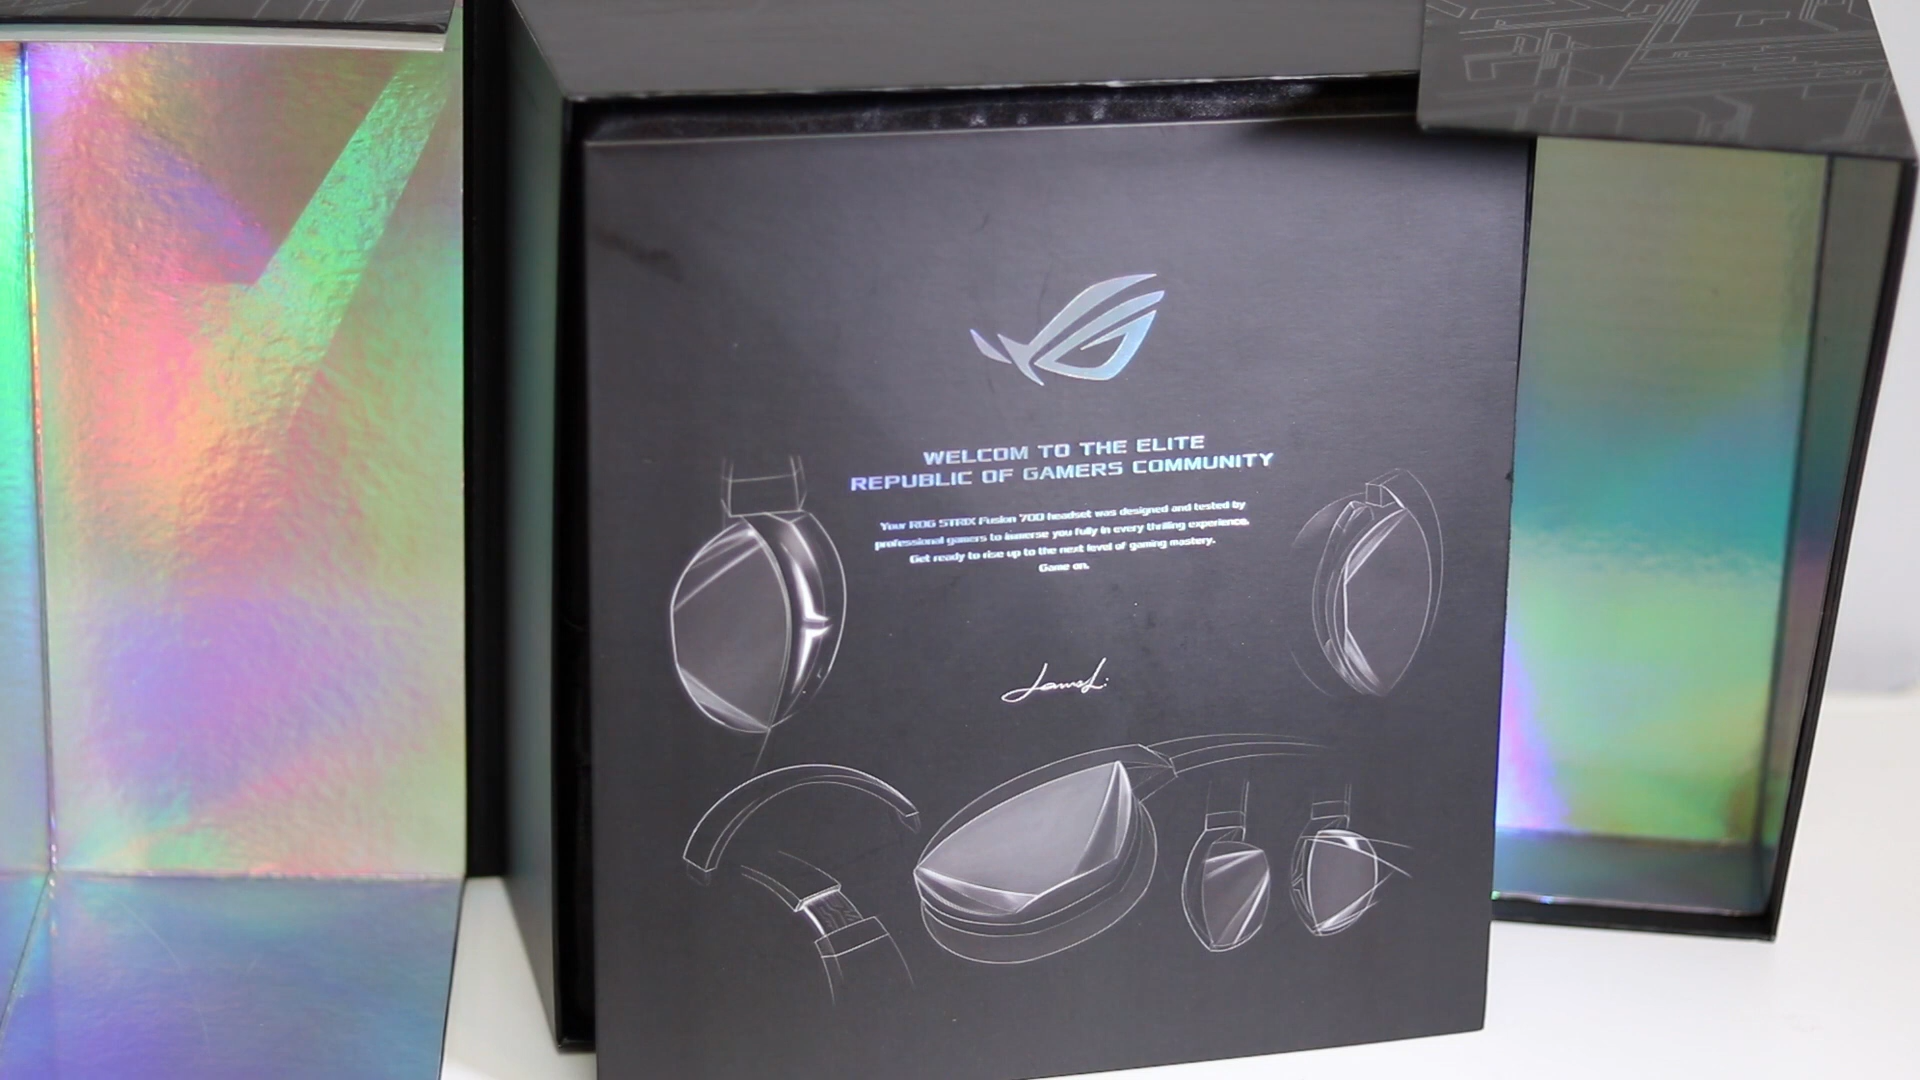 WELCOM TO THE ELITE
REPUBLIC OF GAMERS COMMUNITY
Your ROG STRIX Fusion 700 headset was designed and tested by
professional gamers to immerse you fully in every thrilling experience.
Get ready to rise up to the next level of gaming mastery.
Game on.